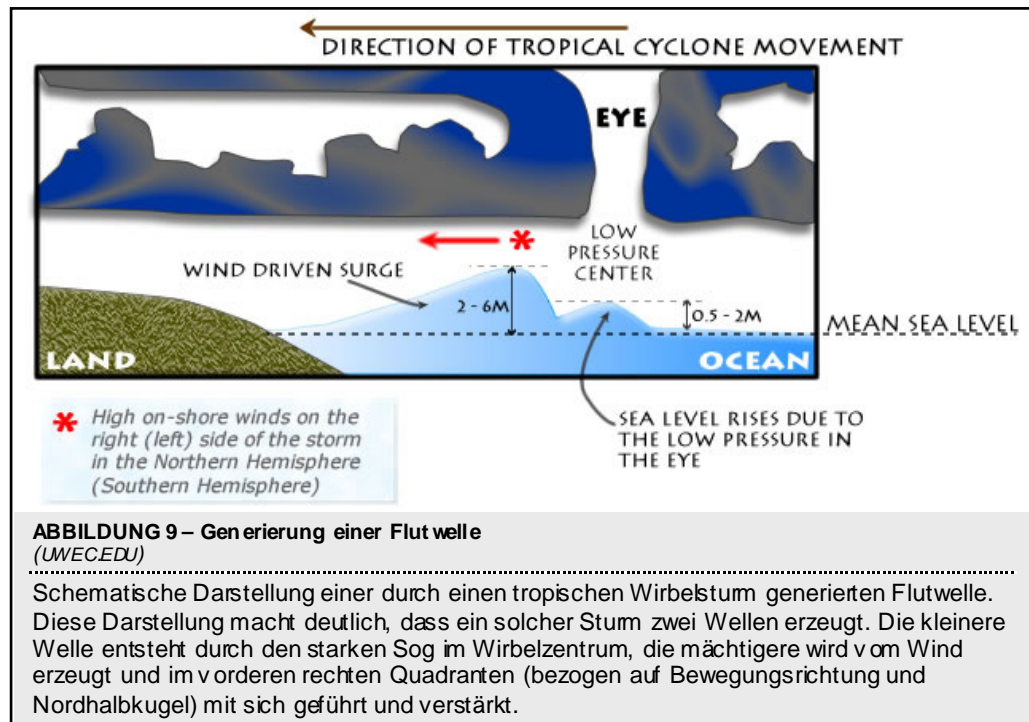 DIRECTION OF TROPICAL CYCLONE MOVEMENT
EYE
LOW
PRESSURE
CENTER
WIND DRIVEN SURGE
2 - 6M
0.5 - 2M
MEAN SEA LEVEL
LAND
OCEAN
* High on-shore winds on the
right (left) side of the storm
in the Northern Hemisphere
(Southern Hemisphere)
SEA LEVEL RISES DUE TO
THE LOW PRESSURE IN
THE EYE
ABBILDUNG 9 – Generierung einer Flutwelle
(UWEC.EDU)
Schematische Darstellung einer durch einen tropischen Wirbelsturm generierten Flutwelle.
Diese Darstellung macht deutlich, dass ein solcher Sturm zwei Wellen erzeugt. Die kleinere
Welle entsteht durch den starken Sog im Wirbelzentrum, die mächtigere wird vom Wind
erzeugt und im vorderen rechten Quadranten (bezogen auf Bewegungsrichtung und
Nordhalbkugel) mit sich geführt und verstärkt.